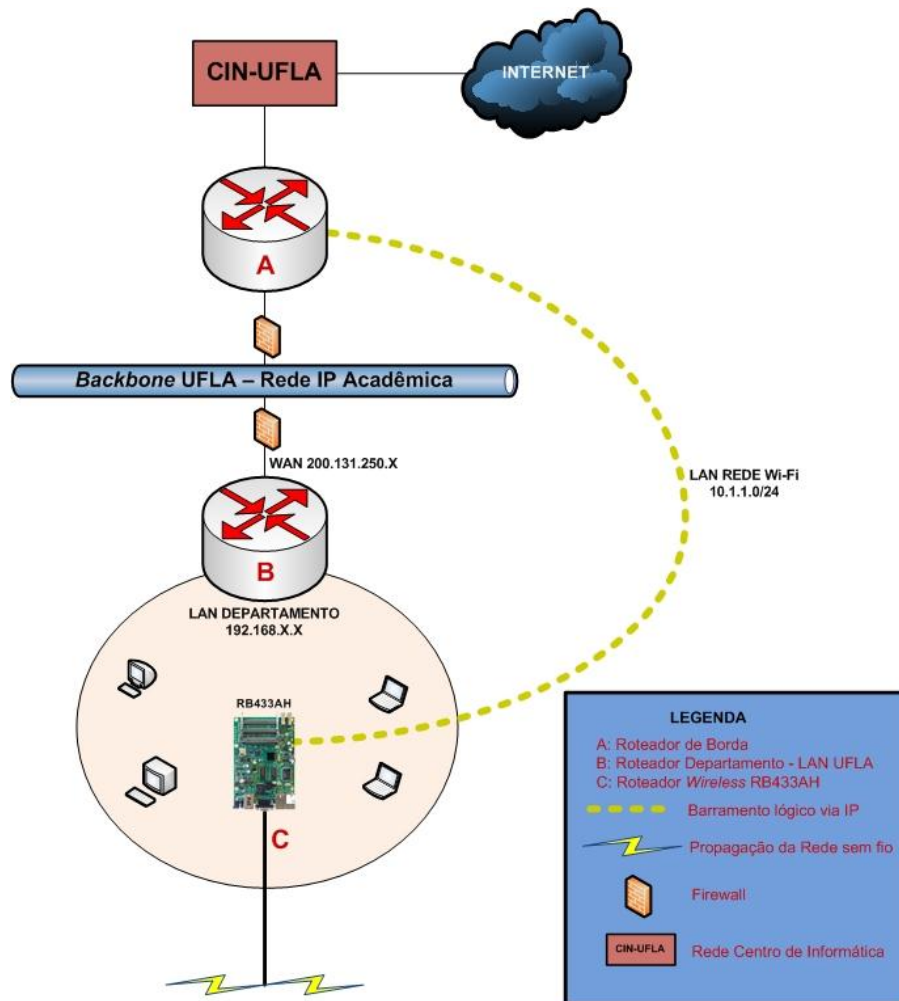 CIN-UFLA
INTERNET
A
Backbone UFLA – Rede IP Acadêmica
WAN 200.131.250.X
LAN REDE Wi-Fi
10.1.1.0/24
B
LAN DEPARTAMENTO
192.168.X.X
RB433AH
C
LEGENDA
A: Roteador de Borda
B: Roteador Departamento - LAN UFLA
C: Roteador Wireless RB433AH
Barramento lógico via IP
Propagação da Rede sem fio
Firewall
CIN-UFLA
Rede Centro de Informática